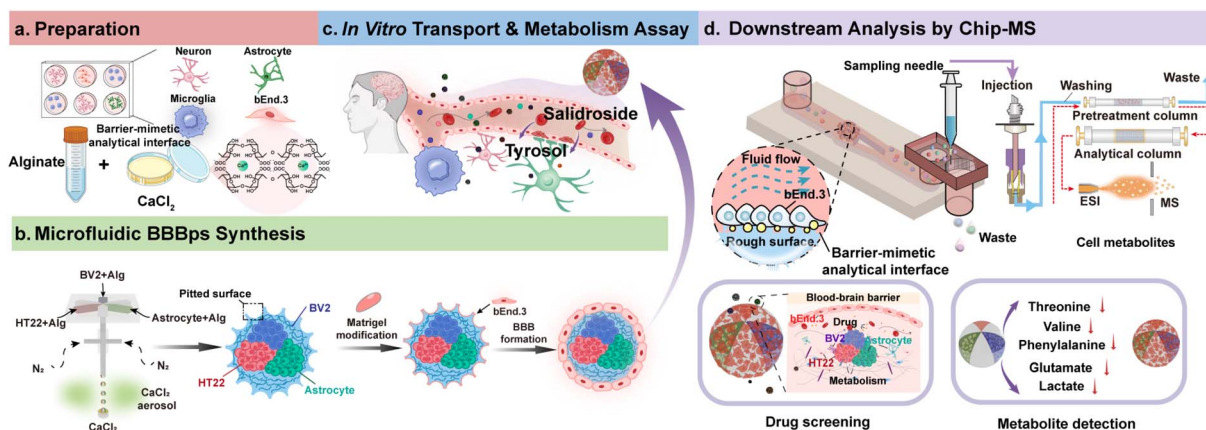 a. Preparation
Neuron
Astrocyte
Microglia
bEnd.3
Barrier-mimetic
analytical interface
Alginate
+
CaCl₂
b. Microfluidic BBBps Synthesis
BV2+Alg
HT22+Alg
Astrocyte+Alg
N₂
N₂
CaCl₂
aerosol
CaCl₂
Pitted surface
BV2
HT22
Astrocyte
Matrigel
modification
bEnd.3
BBB
formation
c. In Vitro Transport & Metabolism Assay
Salidroside
Tyrosol
d. Downstream Analysis by Chip-MS
Sampling needle
Injection
Washing
Waste
Pretreatment column
Analytical column
ESI
MS
Cell metabolites
Fluid flow
bEnd.3
Rough surface
Barrier-mimetic
analytical interface
Waste
Blood-brain barrier
bEnd.3
Drug
BV2
Astrocyte
HT22
Metabolism
Drug screening
Threonine
Valine
Phenylalanine
Glutamate
Lactate
Metabolite detection